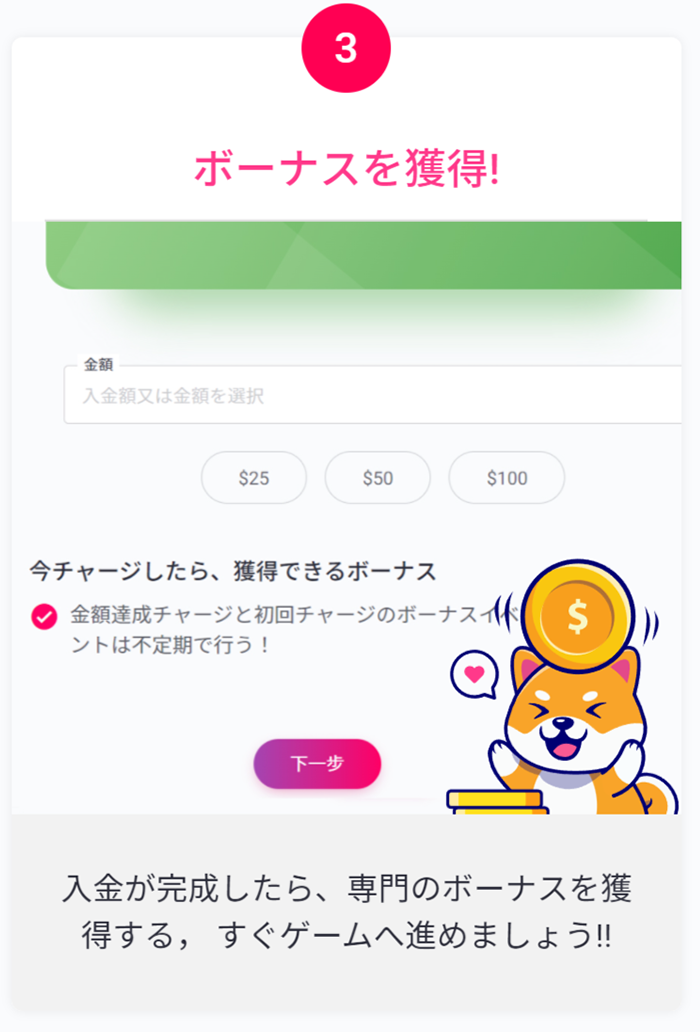 3
ボーナスを獲得!
金額
入金額又は金額を選択
$25 $50 $100
今チャージしたら、獲得できるボーナス
金額達成チャージと初回チャージのボーナスイベ
ントは不定期で行う！
$
下一步
入金が完成したら、専門のボーナスを獲
得する， すぐゲームへ進めましょう!!